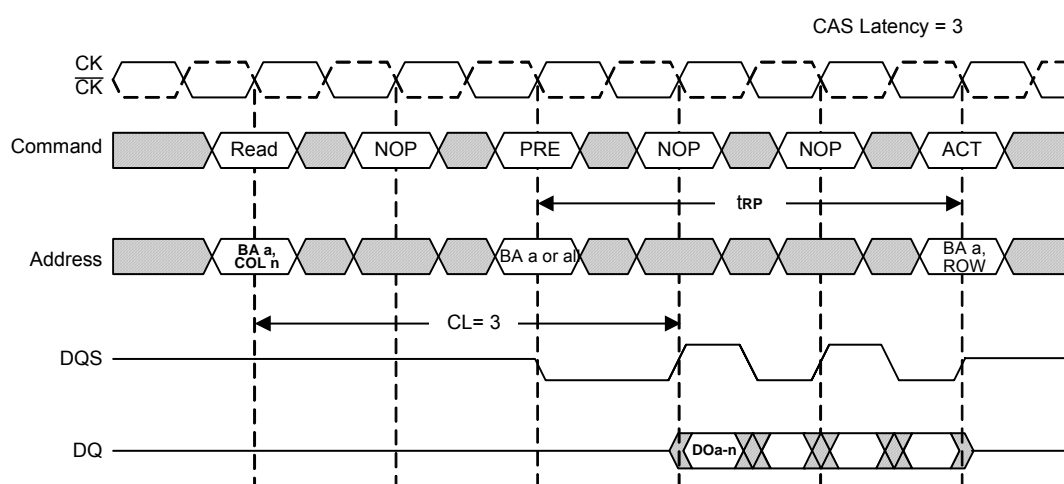 CAS Latency = 3
CK
CK
Command
Read
NOP
PRE
NOP
NOP
ACT
tRP
Address
BA a,
COL n
BA a or all
BA a,
ROW
CL= 3
DQS
DQ
DOa-n